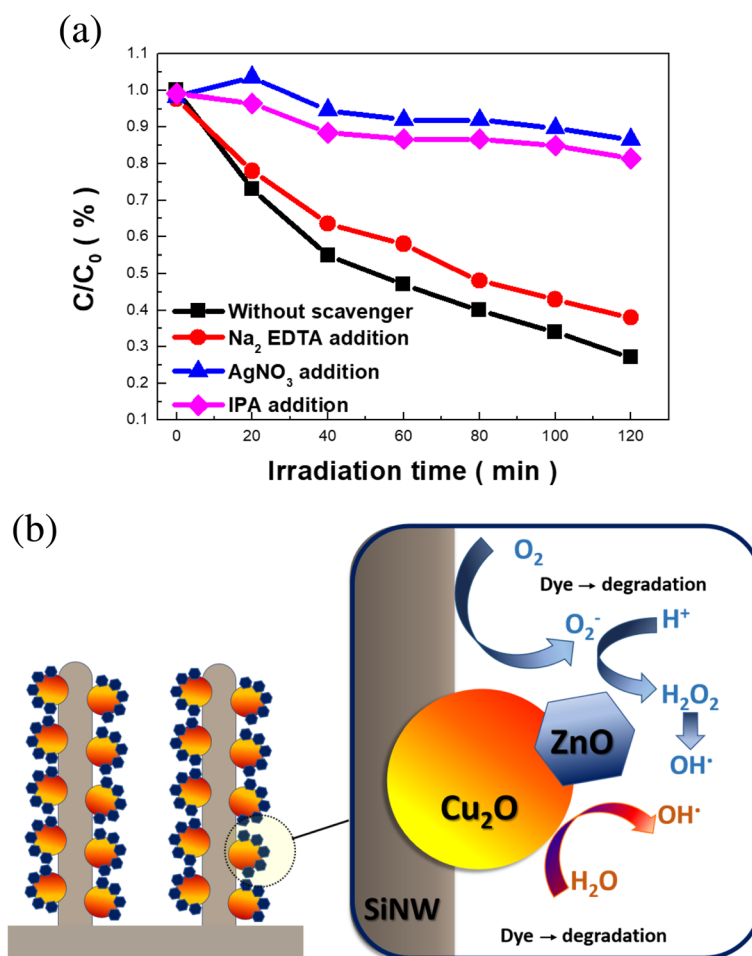 (a)
1.1
1.0
0.9
0.8
0.7
0.6
0.5
0.4
0.3
0.2
0.1
C/C₀ ( % )
Without scavenger
Na₂ EDTA addition
AgNO₃ addition
IPA addition
0 20 40 60 80 100 120
Irradiation time ( min )
(b)
O₂
Dye → degradation
O₂⁻
H⁺
H₂O₂
ZnO
OH·
Cu₂O
OH·
H₂O
SiNW
Dye → degradation